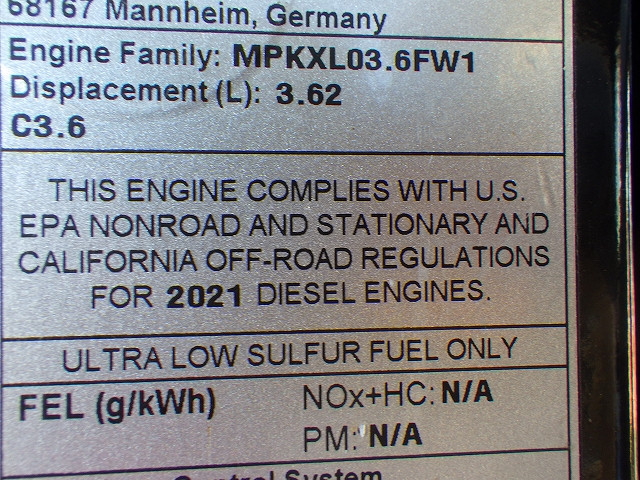 68167 Mannheim, Germany
Engine Family: MPKXL03.6FW1
Displacement (L): 3.62
C3.6
THIS ENGINE COMPLIES WITH U.S.
EPA NONROAD AND STATIONARY AND
CALIFORNIA OFF-ROAD REGULATIONS
FOR 2021 DIESEL ENGINES.
ULTRA LOW SULFUR FUEL ONLY
FEL (g/kWh) NOx+HC: N/A
PM: N/A
Control System